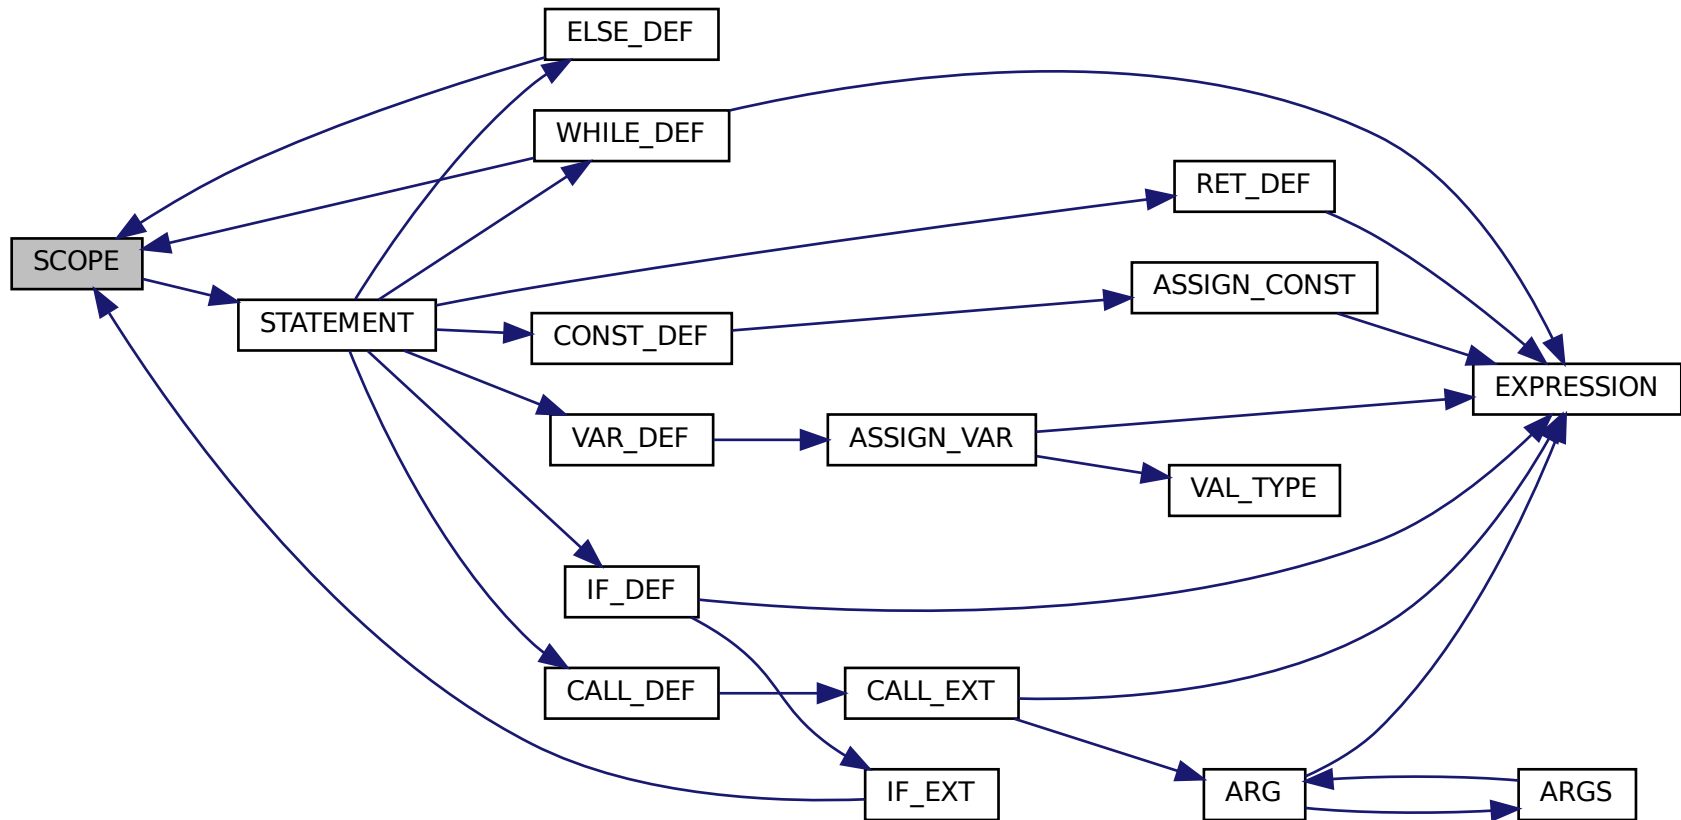 ELSE_DEF
WHILE_DEF
RET_DEF
SCOPE
ASSIGN_CONST
STATEMENT
CONST_DEF
EXPRESSION
VAR_DEF
ASSIGN_VAR
VAL_TYPE
IF_DEF
CALL_DEF
CALL_EXT
IF_EXT
ARG
ARGS